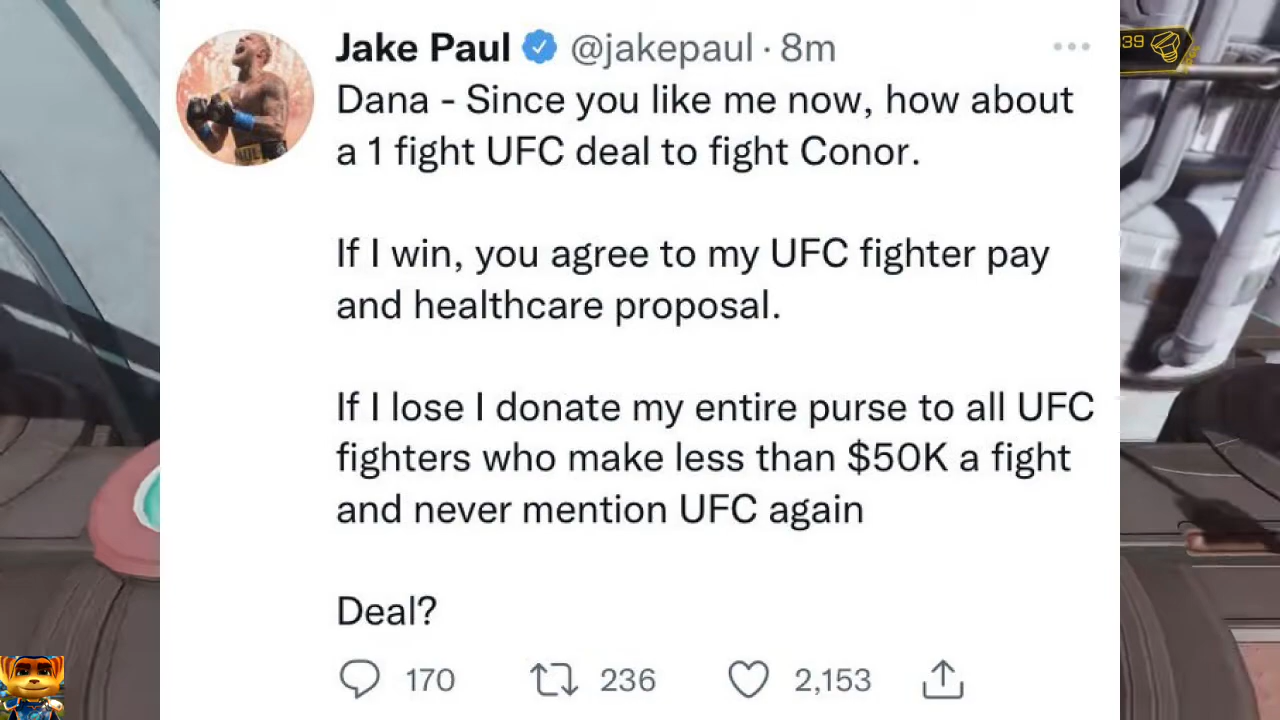 Jake Paul @jakepaul · 8m
Dana - Since you like me now, how about
a 1 fight UFC deal to fight Conor.
If I win, you agree to my UFC fighter pay
and healthcare proposal.
If I lose I donate my entire purse to all UFC
fighters who make less than $50K a fight
and never mention UFC again
Deal?
170 236 2,153
39